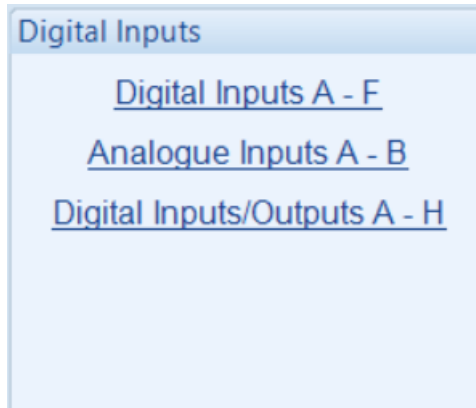 Digital Inputs
Digital Inputs A - F
Analogue Inputs A - B
Digital Inputs/Outputs A - H